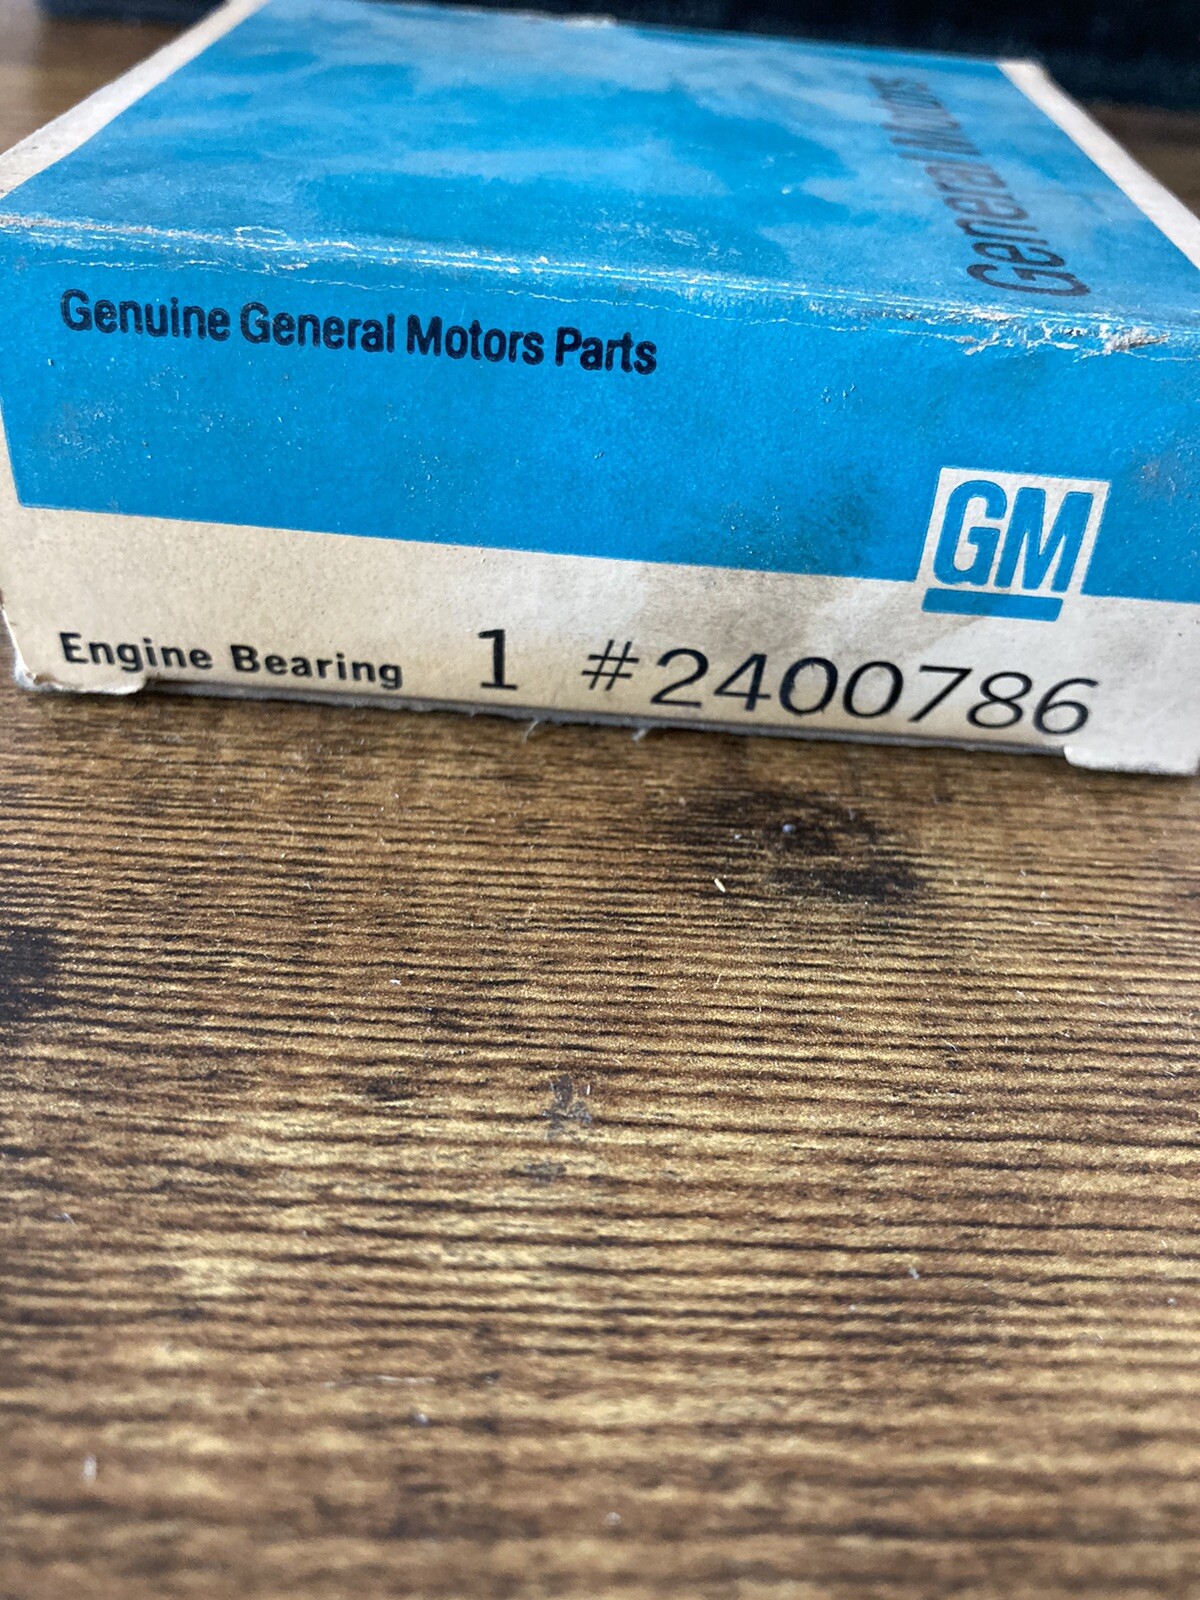 General Motors
Genuine General Motors Parts
GM
Engine Bearing 1 #2400786